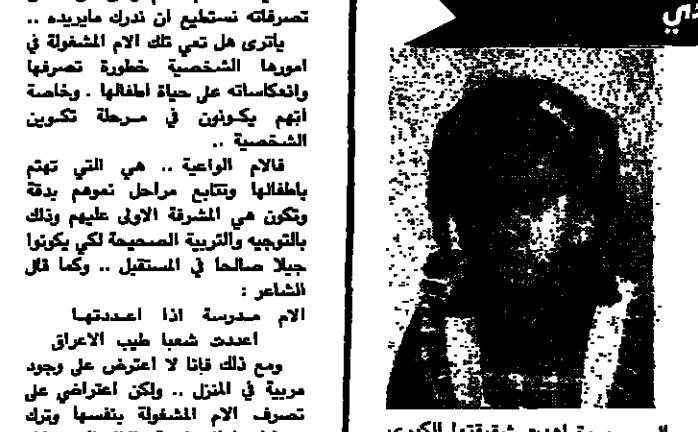 تصرفاته نستطيع ان ندرك مايريده ..
ياترى هل تعي تلك الام المشغولة في
امورها الشخصية خطورة تصرفها
وانعكاساته على حياة اطفالها . وخاصة
انهم يكونون في مرحلة تكوين
الشخصية ..
فالام الواعية .. هي التي تهتم
باطفالها وتتابع مراحل نموهم بدقة
وتكون هي المشرفة الاولى عليهم وذلك
بالتوجيه والتربية الصحيحة لكي يكونوا
جيلا صالحا في المستقبل .. وكما قال
الشاعر :
الام مدرسة اذا اعددتهـا
اعددت شعبا طيب الاعراق
ومع ذلك فانا لا اعترض على وجود
مربية في المنزل .. ولكن اعتراضي على
تصرف الام المشغولة بنفسها وترك